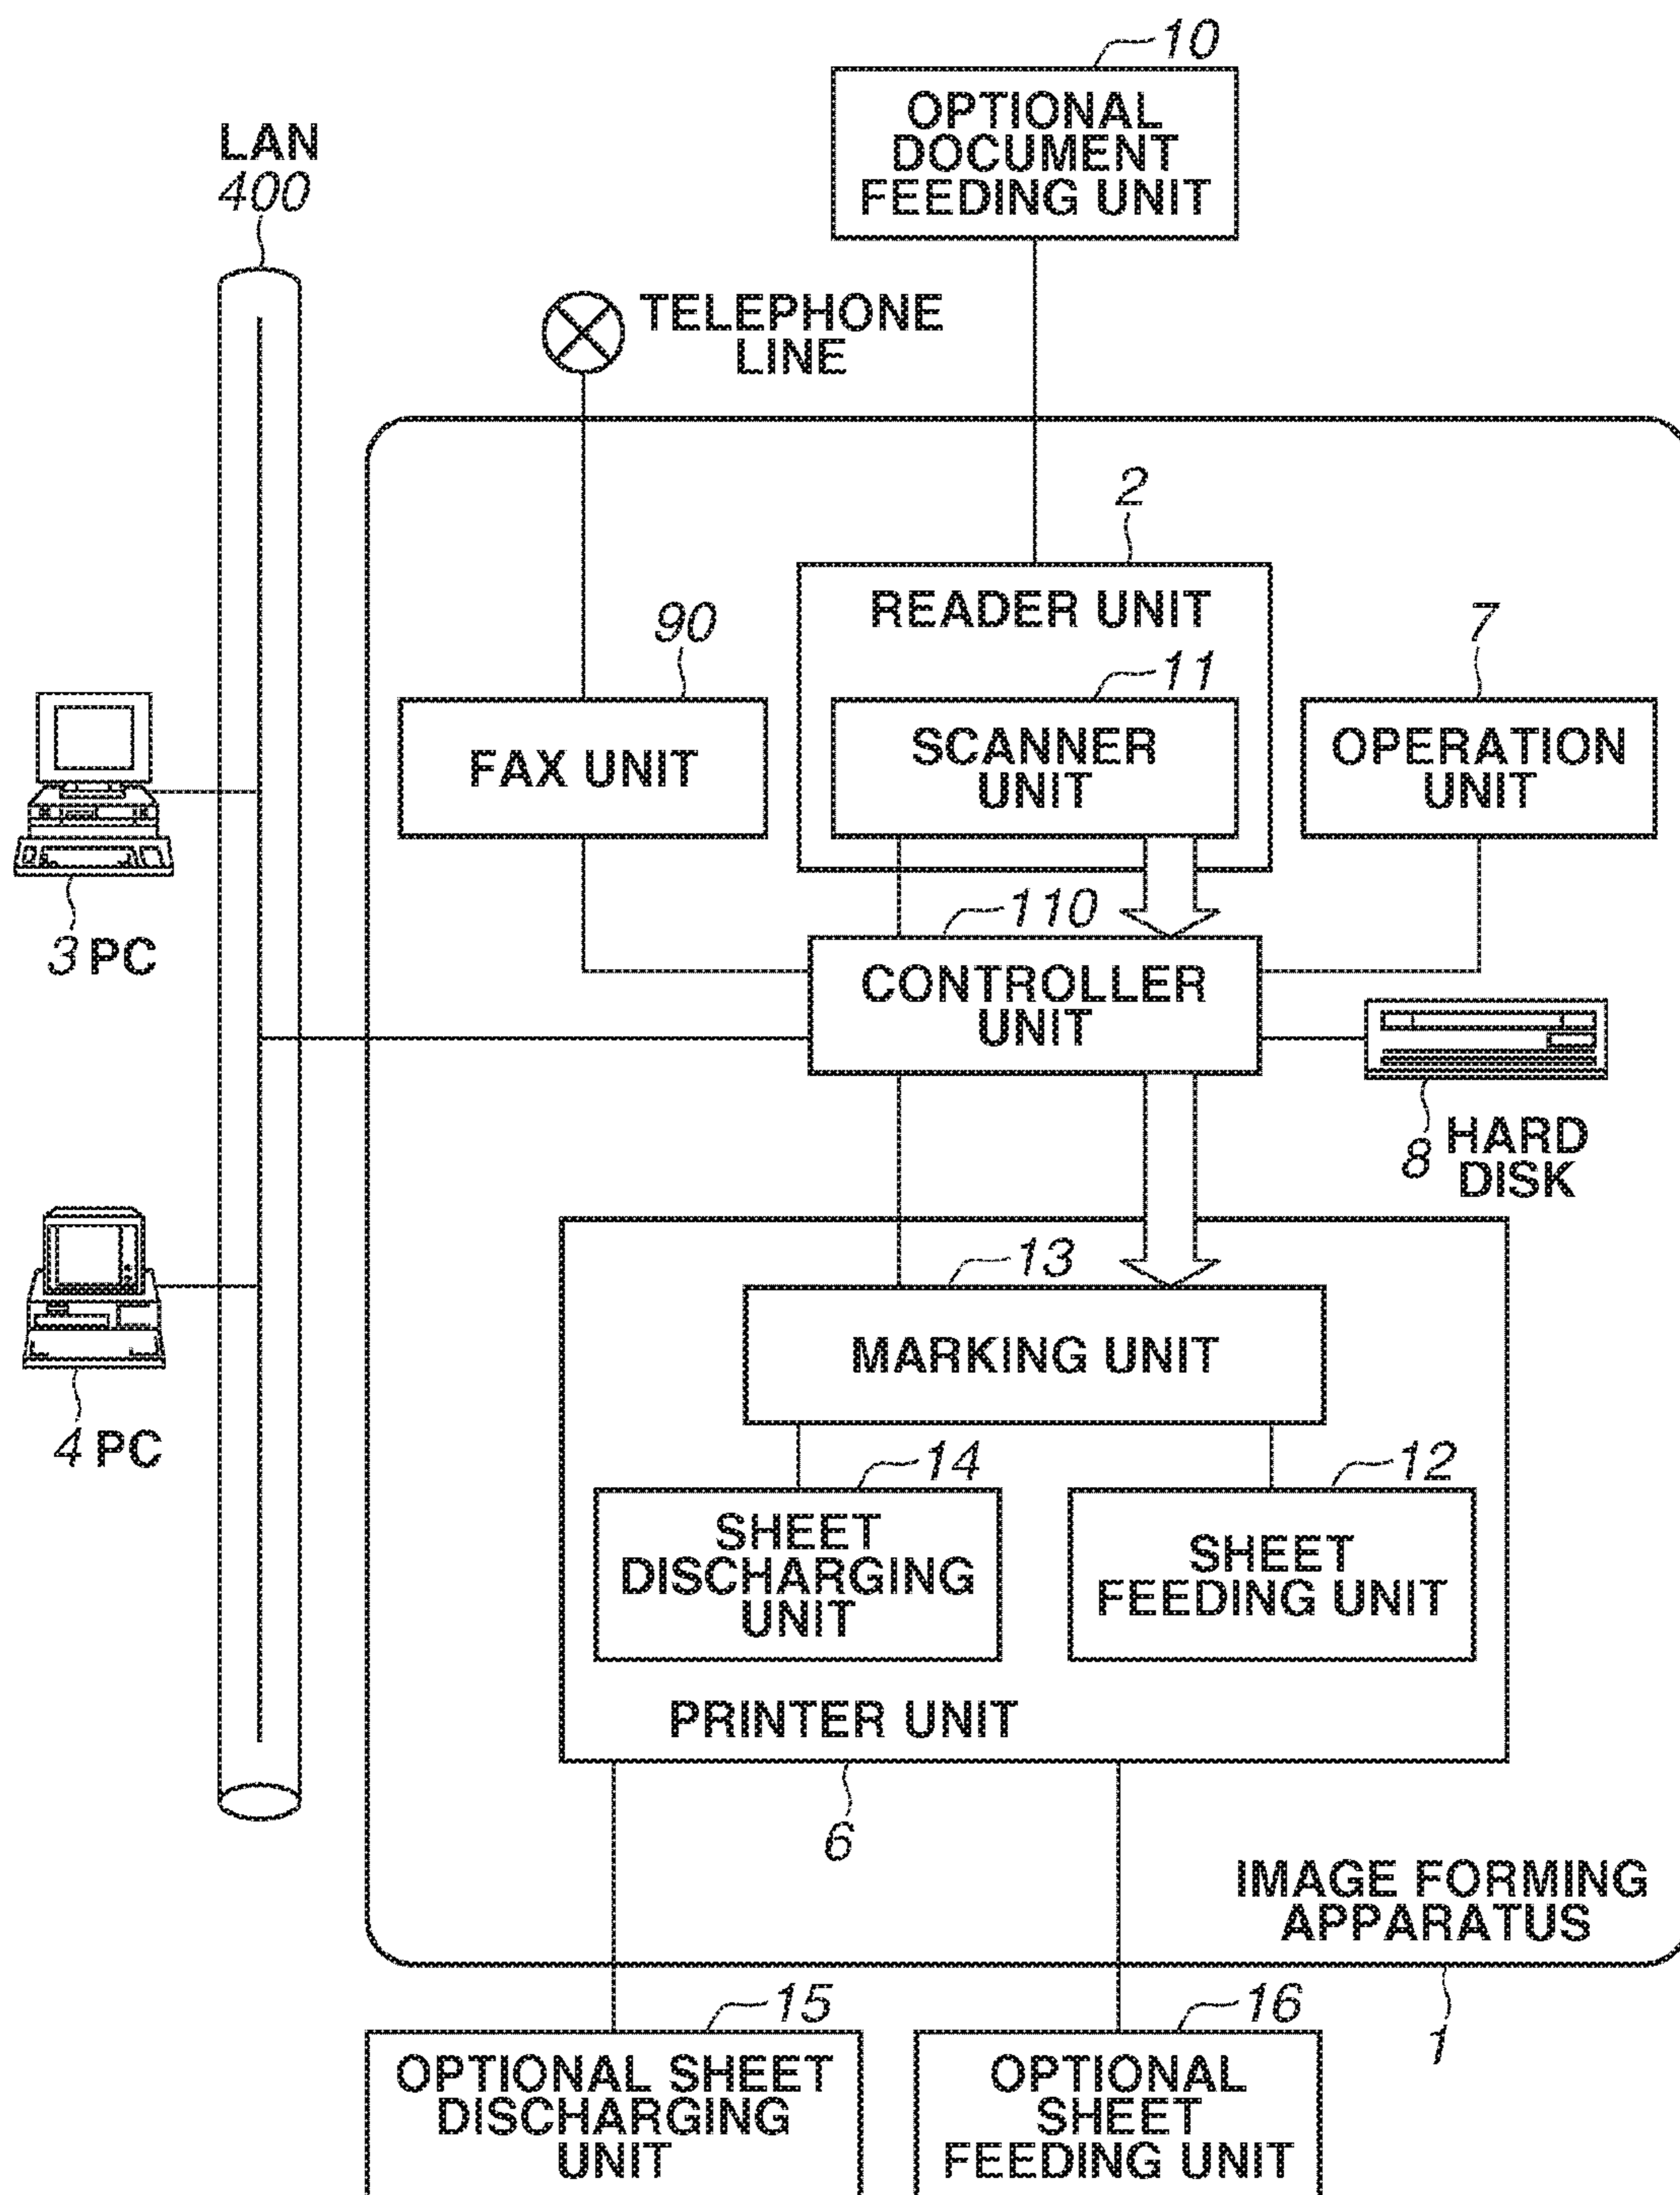 10
OPTIONAL
DOCUMENT
FEEDING UNIT
LAN
400
TELEPHONE
LINE
2
READER UNIT
90
11
7
FAX UNIT
SCANNER
UNIT
OPERATION
UNIT
3 PC
110
CONTROLLER
UNIT
8 HARD
DISK
13
MARKING UNIT
4 PC
14
12
SHEET
DISCHARGING
UNIT
SHEET
FEEDING UNIT
PRINTER UNIT
6
IMAGE FORMING
APPARATUS
1
15
16
OPTIONAL SHEET
DISCHARGING
UNIT
OPTIONAL
SHEET
FEEDING UNIT